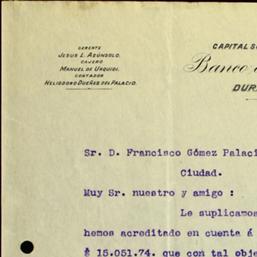 GERENTE
JESUS L. ASÚNSOLO.
CAJERO
MANUEL DE URQUIDI.
CONTADOR
HELIODORO DUEÑES DEL PALACIO.
CAPITAL S
Banco
DUR
Sr. D. Francisco Gómez Palaci
Ciudad.
Muy Sr. nuestro y amigo :
Le suplicamos
hemos acreditado en cuenta á
$ 15.051.74. que con tal obje